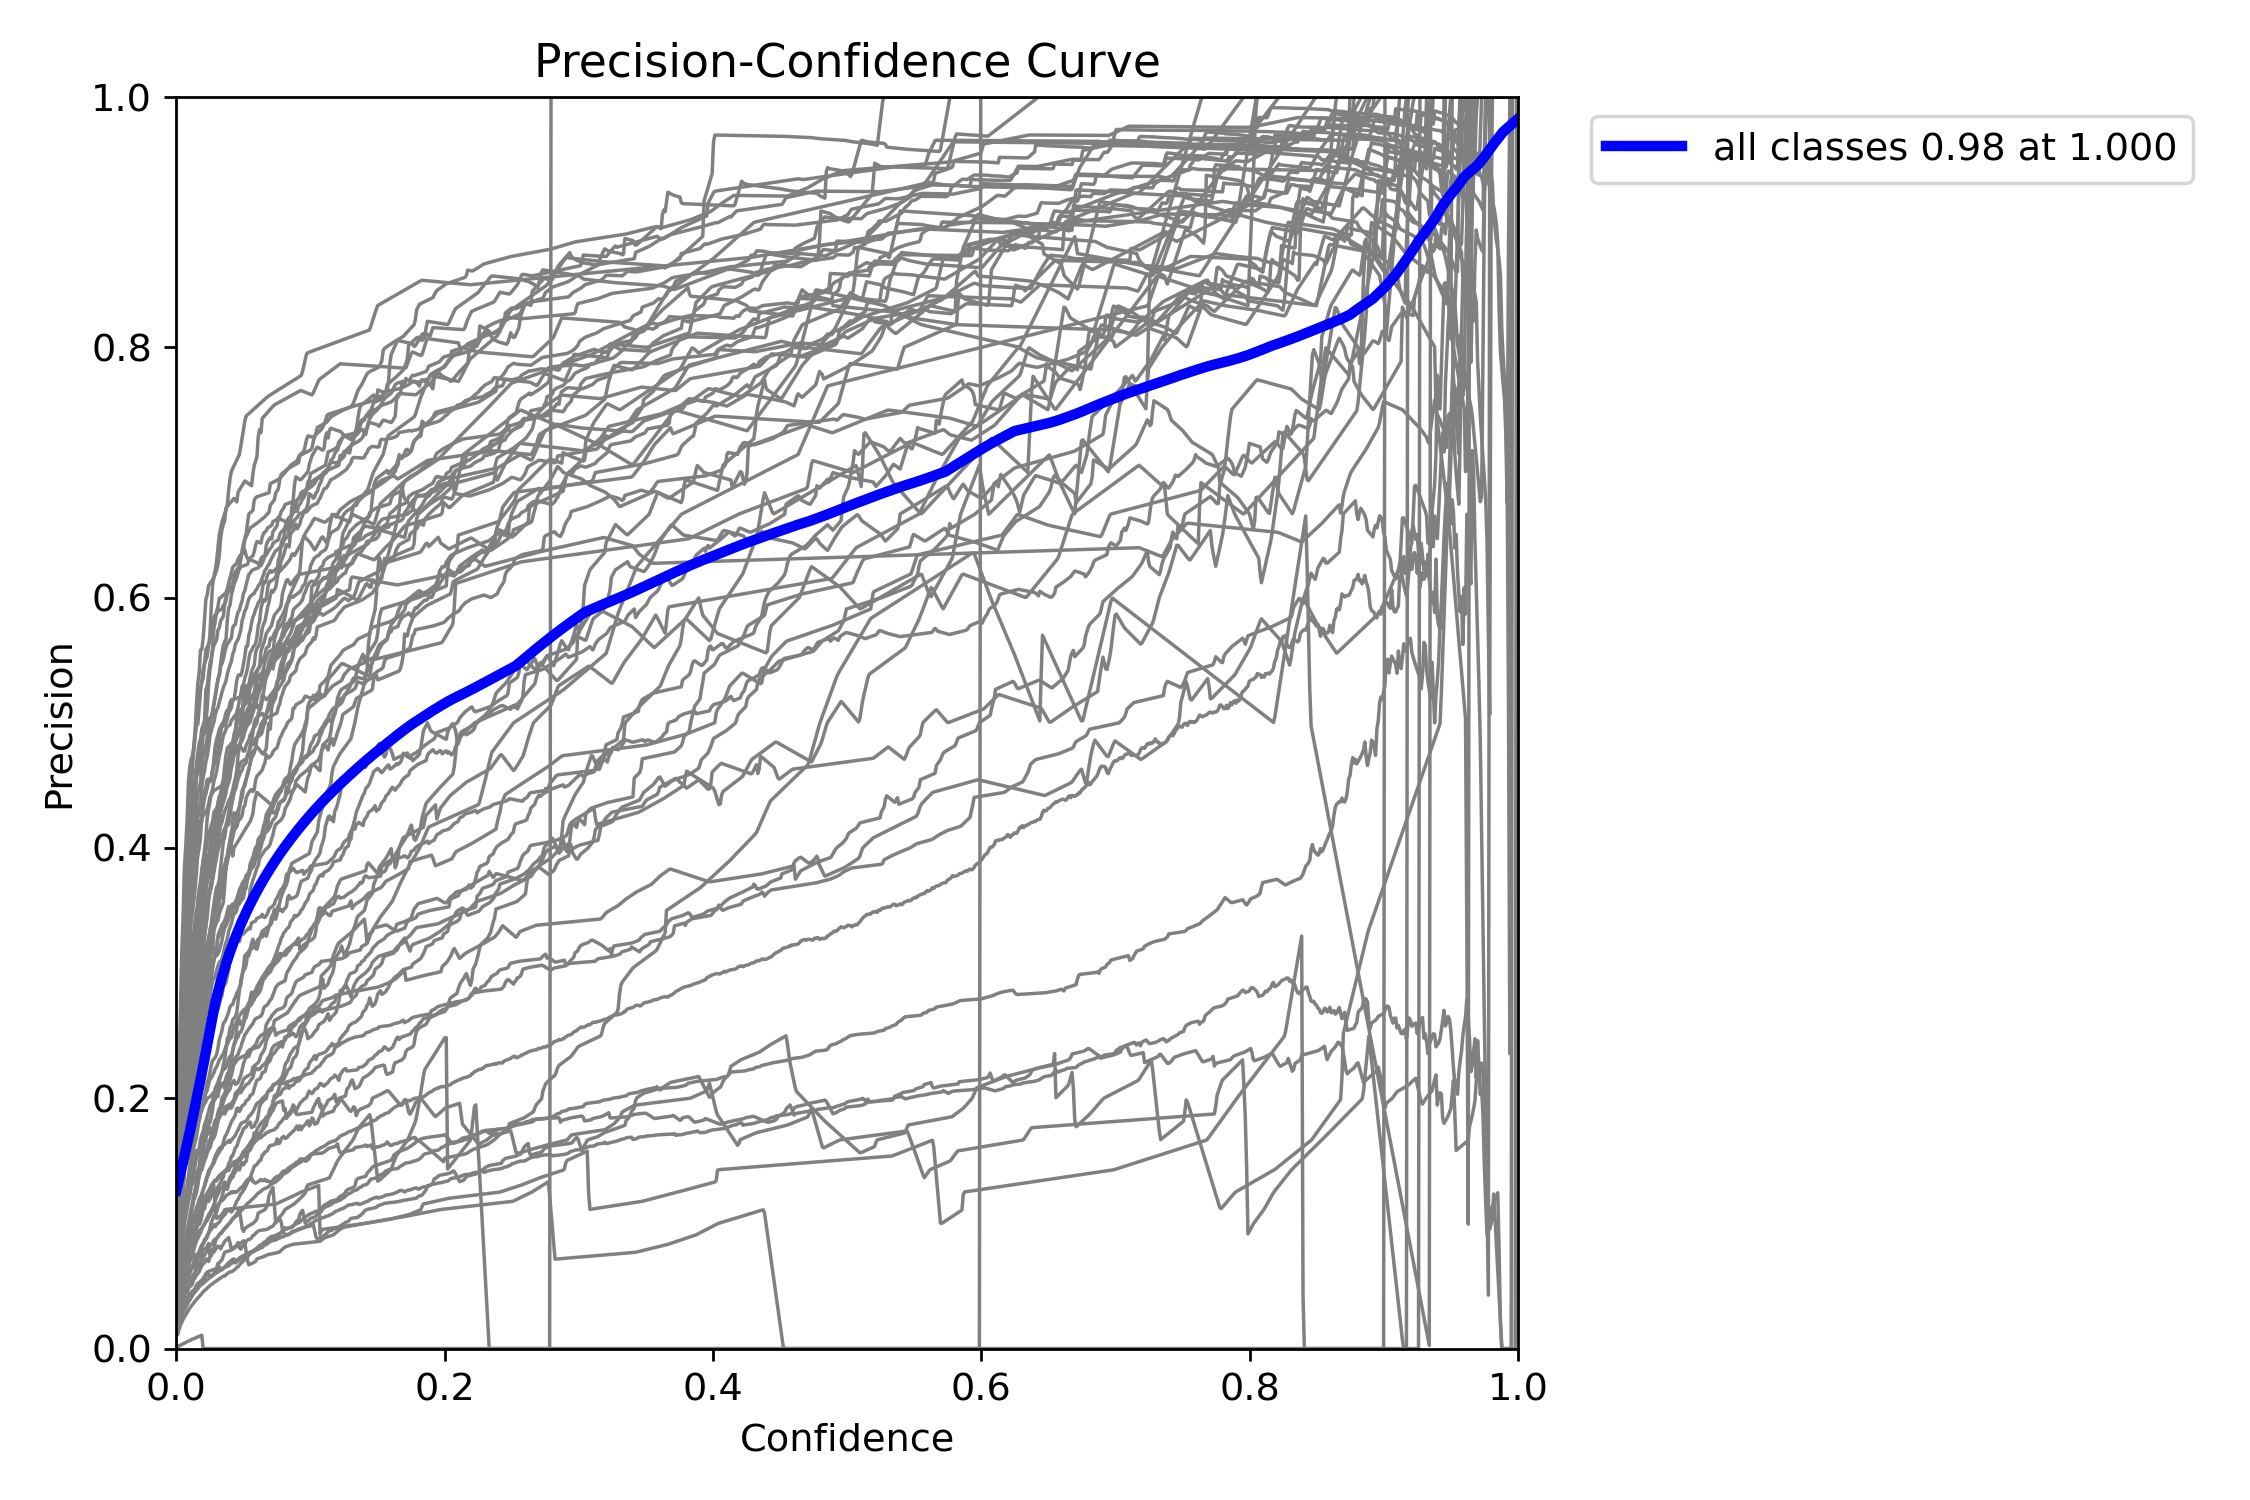 Precision-Confidence Curve
all classes 0.98 at 1.000
1.0
0.8
0.6
0.4
0.2
0.0
Precision
0.0 0.2 0.4 0.6 0.8 1.0
Confidence